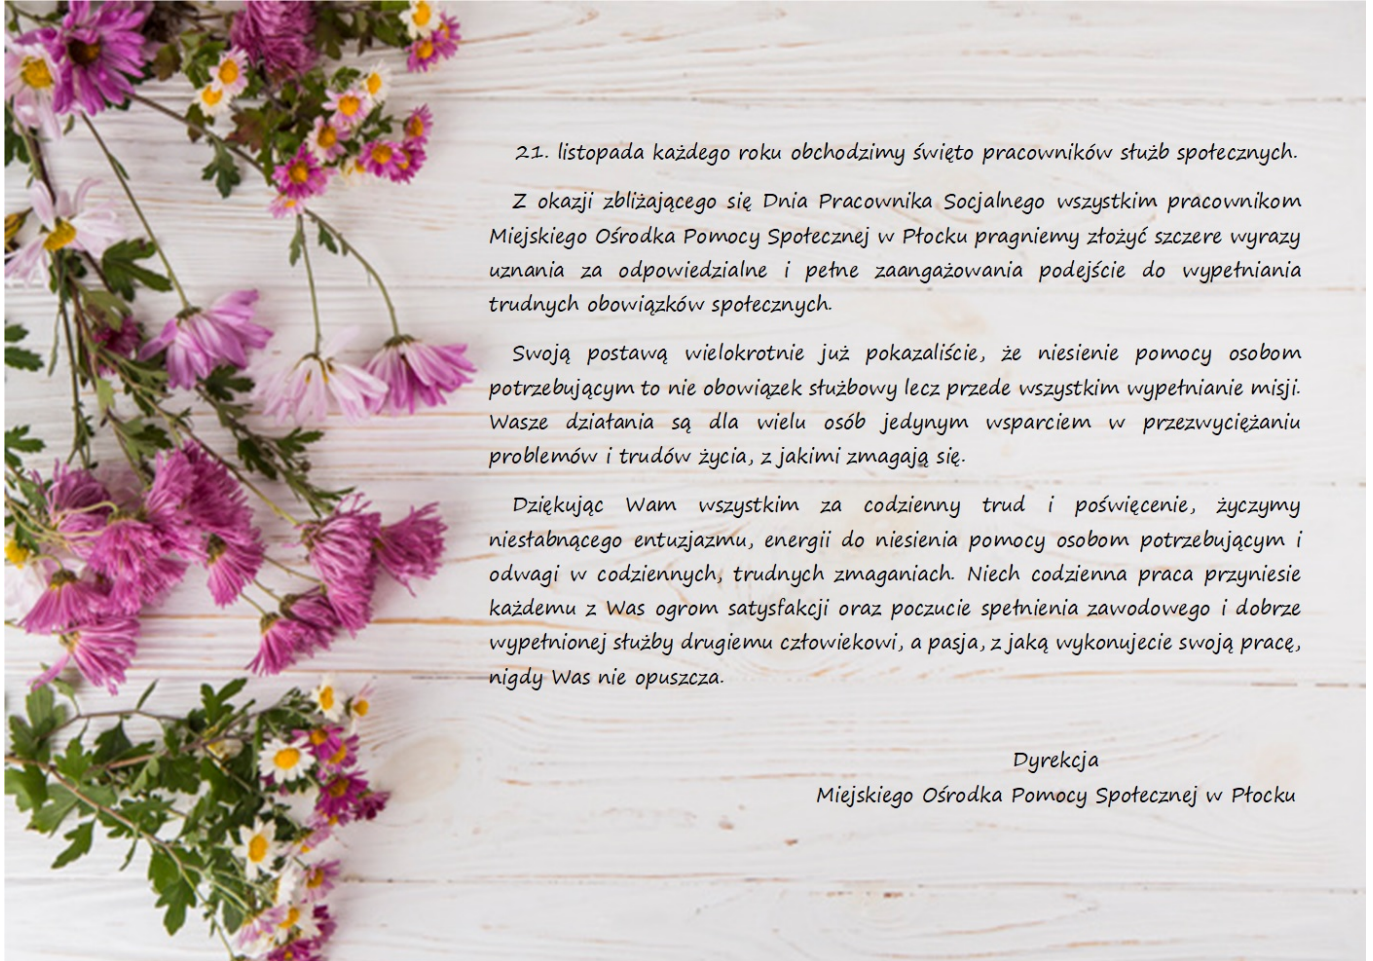 21. listopada każdego roku obchodzimy święto pracowników służb społecznych.
Z okazji zbliżającego się Dnia Pracownika Socjalnego wszystkim pracownikom
Miejskiego Ośrodka Pomocy Społecznej w Płocku pragniemy złożyć szczere wyrazy
uznania za odpowiedzialne i pełne zaangażowania podejście do wypełniania
trudnych obowiązków społecznych.
Swoją postawą wielokrotnie już pokazaliście, że niesienie pomocy osobom
potrzebującym to nie obowiązek służbowy lecz przede wszystkim wypełnianie misji.
Wasze działania są dla wielu osób jedynym wsparciem w przezwyciężaniu
problemów i trudów życia, z jakimi zmagają się.
Dziękując Wam wszystkim za codzienny trud i poświęcenie, życzymy
niesłabnącego entuzjazmu, energii do niesienia pomocy osobom potrzebującym i
odwagi w codziennych, trudnych zmaganiach. Niech codzienna praca przyniesie
każdemu z Was ogrom satysfakcji oraz poczucie spełnienia zawodowego i dobrze
wypełnionej służby drugiemu człowiekowi, a pasja, z jaką wykonujecie swoją pracę,
nigdy Was nie opuszcza.
Dyrekcja
Miejskiego Ośrodka Pomocy Społecznej w Płocku